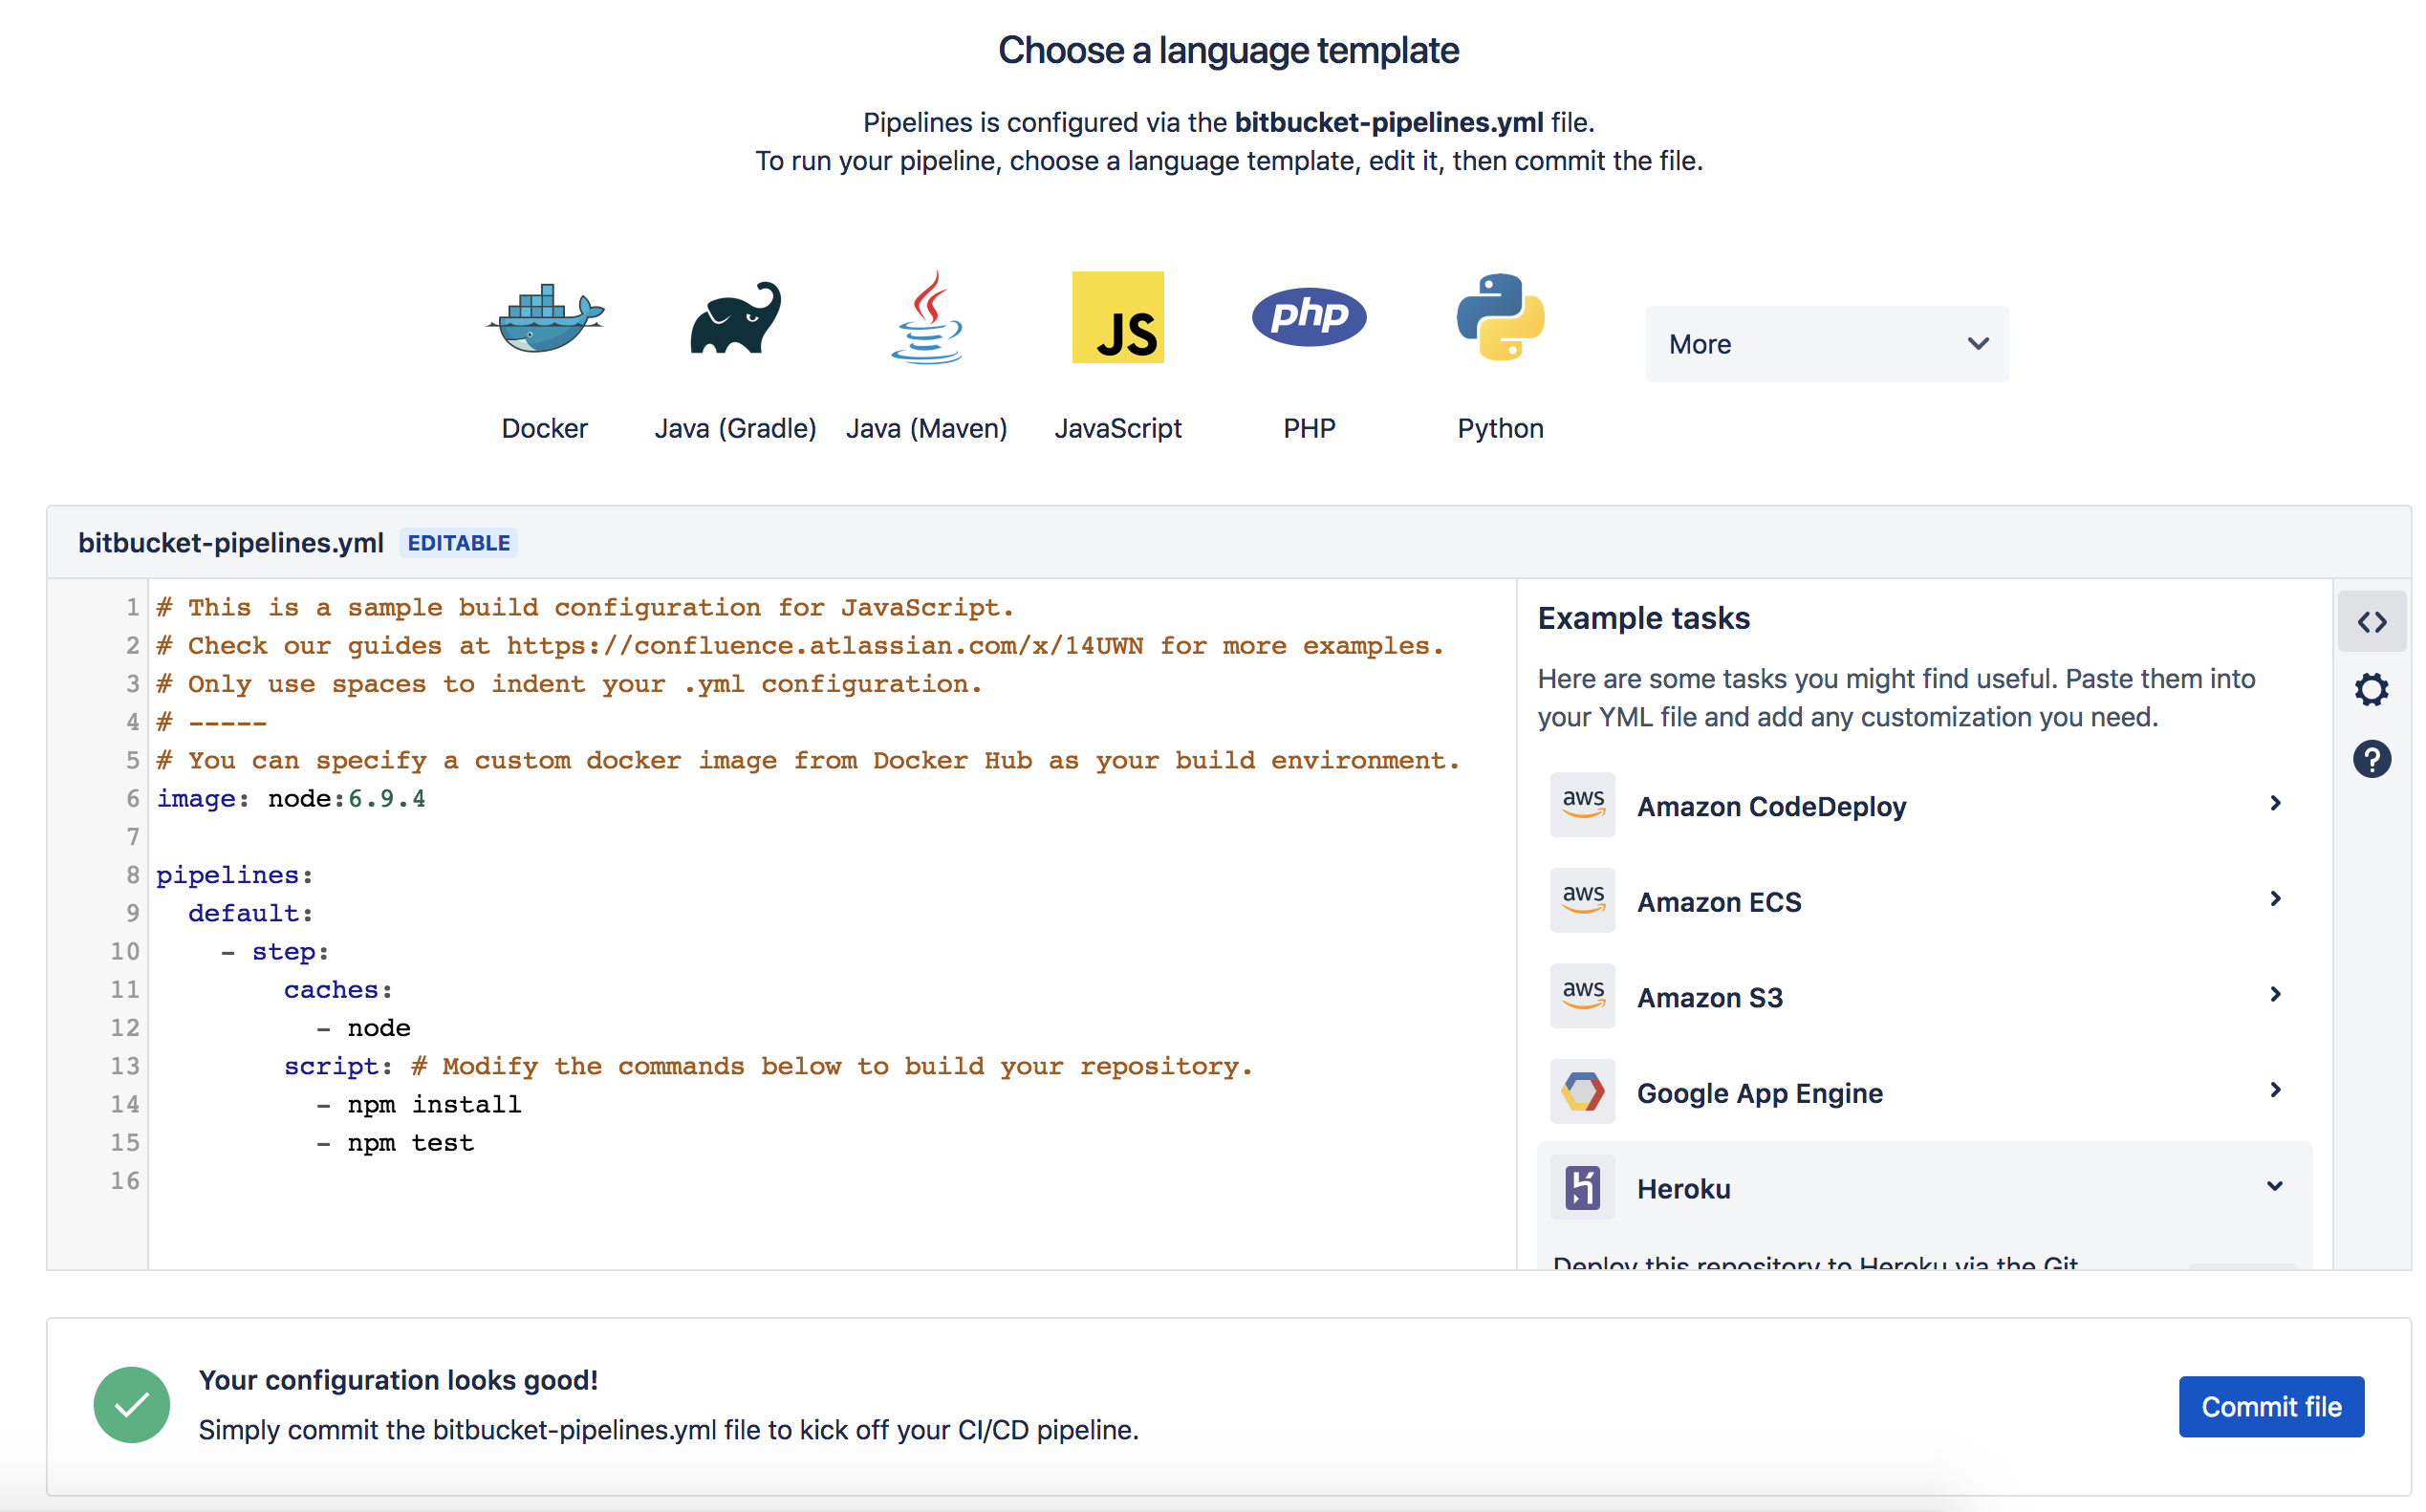 Choose a language template
Pipelines is configured via the bitbucket-pipelines.yml file.
To run your pipeline, choose a language template, edit it, then commit the file.
JS
php
More
Docker
Java (Gradle)
Java (Maven)
JavaScript
PHP
Python
bitbucket-pipelines.yml EDITABLE
1 # This is a sample build configuration for JavaScript.
2 # Check our guides at https://confluence.atlassian.com/x/14UWN for more examples.
3 # Only use spaces to indent your .yml configuration.
4 # -----
5 # You can specify a custom docker image from Docker Hub as your build environment.
6 image: node:6.9.4
7
8 pipelines:
9   default:
10     - step:
11         caches:
12           - node
13         script: # Modify the commands below to build your repository.
14           - npm install
15           - npm test
16
Example tasks
Here are some tasks you might find useful. Paste them into
your YML file and add any customization you need.
aws Amazon CodeDeploy
aws Amazon ECS
aws Amazon S3
Google App Engine
Heroku
Deploy this repository to Heroku via the Git
Your configuration looks good!
Simply commit the bitbucket-pipelines.yml file to kick off your CI/CD pipeline.
Commit file